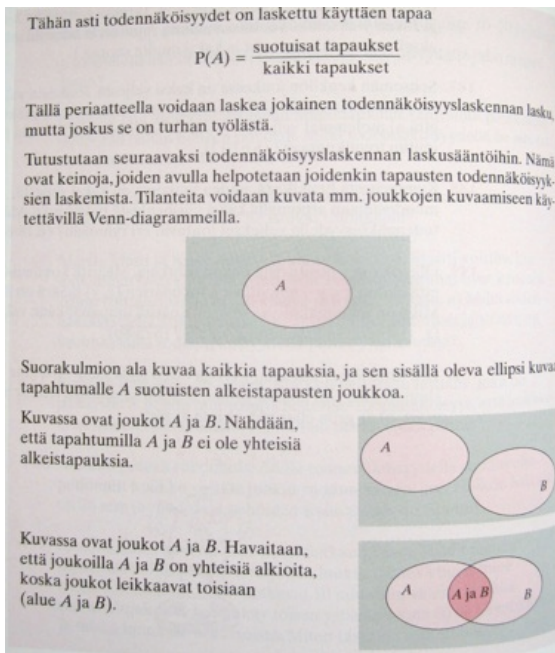 Tähän asti todennäköisyydet on laskettu käyttäen tapaa
P(A) = suotuisat tapaukset / kaikki tapaukset
Tällä periaatteella voidaan laskea jokainen todennäköisyyslaskennan lasku,
mutta joskus se on turhan työlästä.
Tutustutaan seuraavaksi todennäköisyyslaskennan laskusääntöihin. Nämä
ovat keinoja, joiden avulla helpotetaan joidenkin tapausten todennäköisyyk-
sien laskemista. Tilanteita voidaan kuvata mm. joukkojen kuvaamiseen käy-
tettävillä Venn-diagrammeilla.
A
Suorakulmion ala kuvaa kaikkia tapauksia, ja sen sisällä oleva ellipsi kuvaa
tapahtumalle A suotuisten alkeistapausten joukkoa.
Kuvassa ovat joukot A ja B. Nähdään,
että tapahtumilla A ja B ei ole yhteisiä
alkeistapauksia.
A
B
Kuvassa ovat joukot A ja B. Havaitaan,
että joukoilla A ja B on yhteisiä alkioita,
koska joukot leikkaavat toisiaan
(alue A ja B).
A
A ja B
B